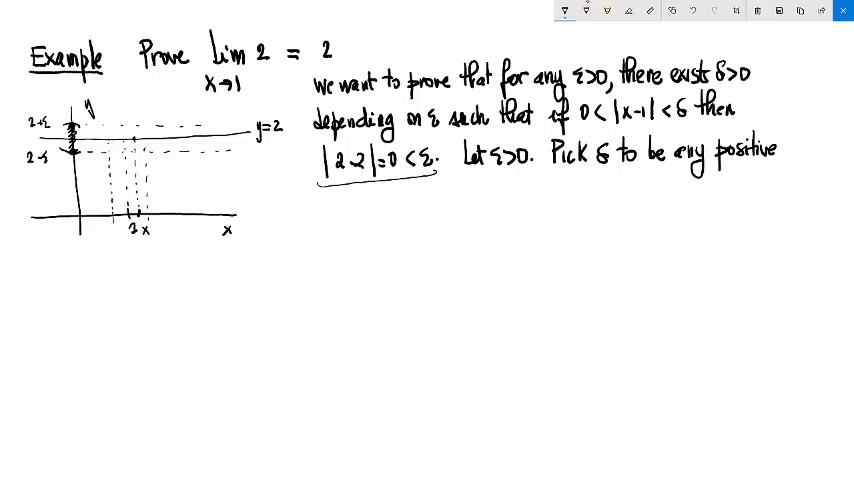 Example Prove lim 2 = 2
x→1
We want to prove that for any ε>0, there exists δ>0
depending on ε such that if 0 < |x-1| < δ then
|2-2|=0 < ε. Let ε>0. Pick δ to be any positive
y
2+ε
y=2
2-ε
1 x x